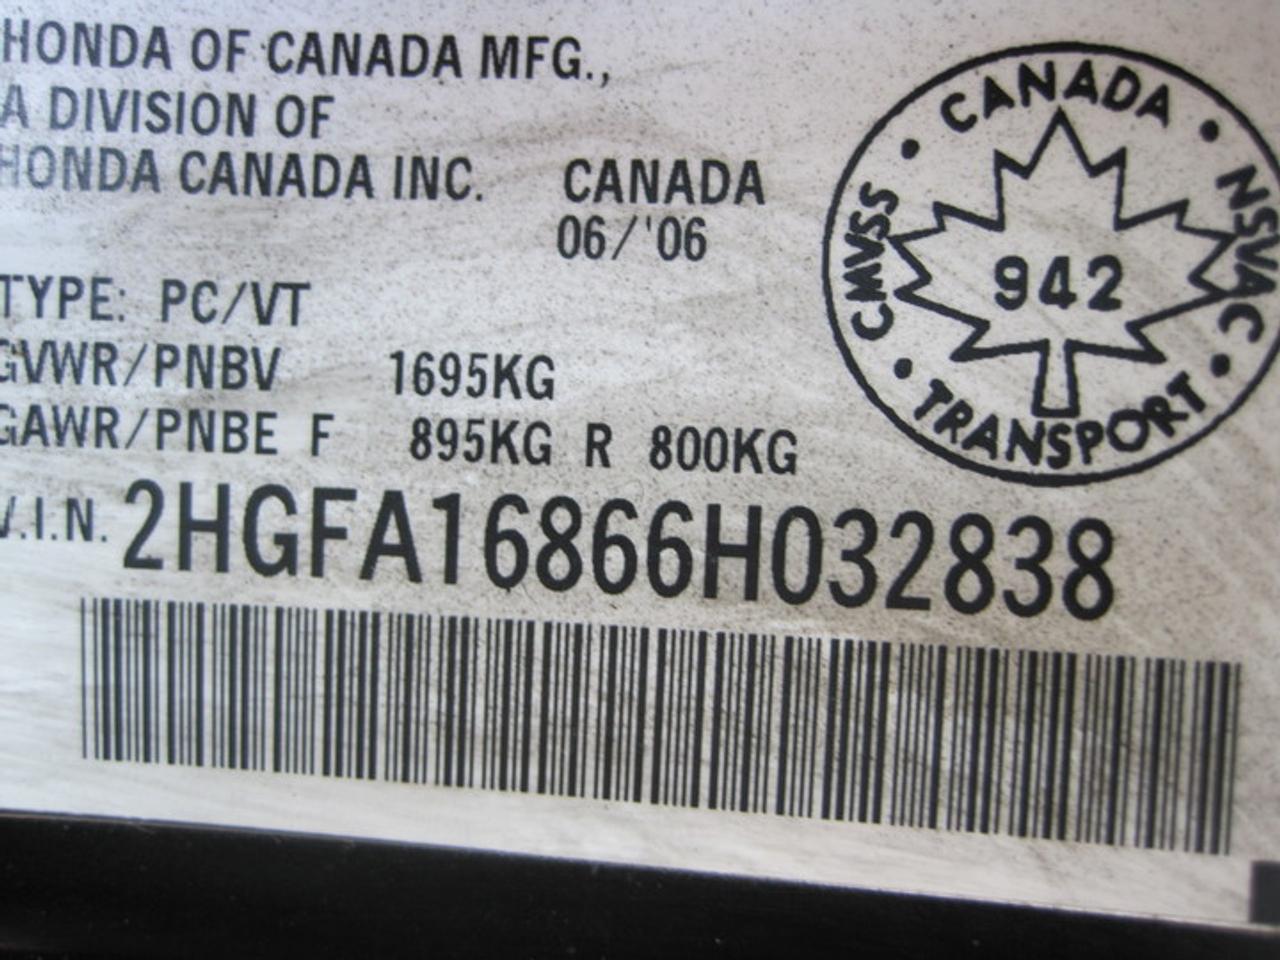 HONDA OF CANADA MFG.,
A DIVISION OF
HONDA CANADA INC. CANADA
06/'06
TYPE: PC/VT
GVWR/PNBV 1695KG
GAWR/PNBE F 895KG R 800KG
V.I.N. 2HGFA16866H032838
• CANADA •
NSVAC
CMVSS
942
• TRANSPORT •